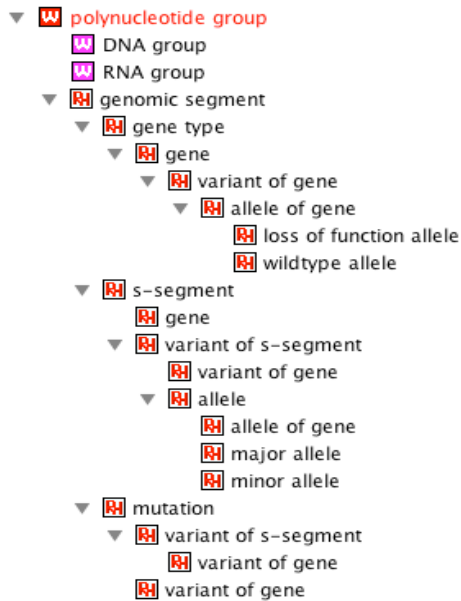 polynucleotide group
DNA group
RNA group
genomic segment
gene type
gene
variant of gene
allele of gene
loss of function allele
wildtype allele
s-segment
gene
variant of s-segment
variant of gene
allele
allele of gene
major allele
minor allele
mutation
variant of s-segment
variant of gene
variant of gene